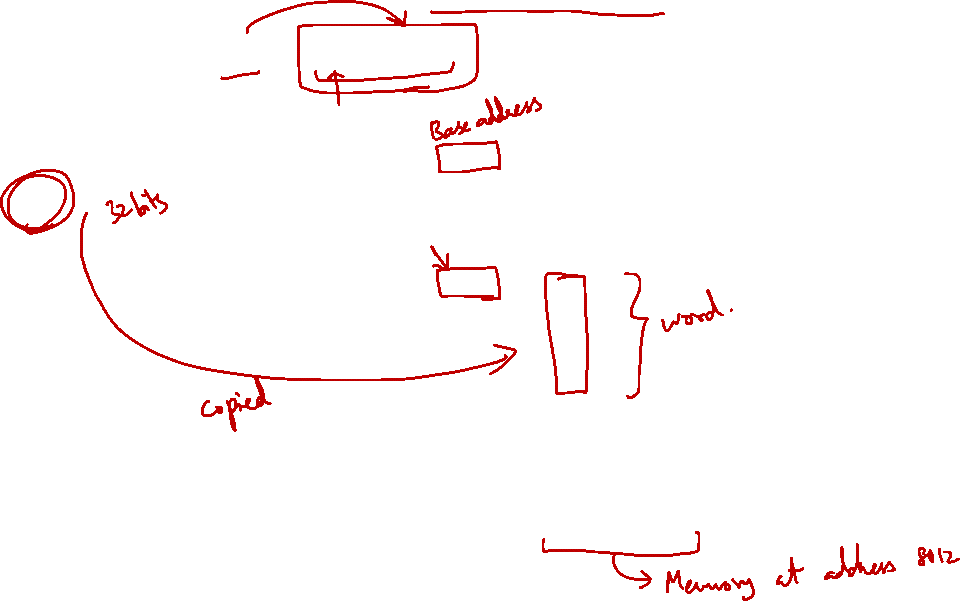 Base address
32 bits
word.
copied
Memory at address 8012